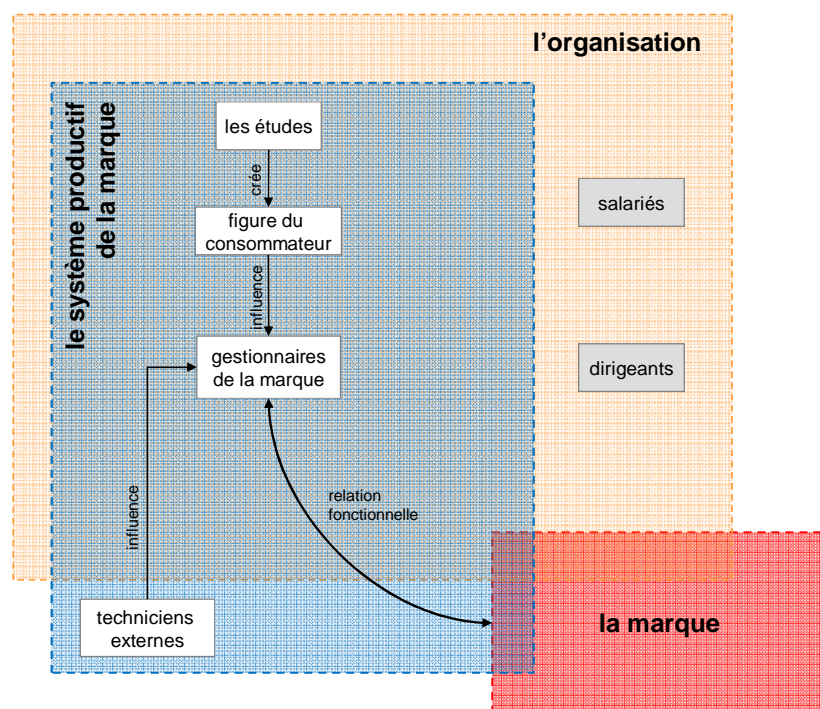 l'organisation
le système productif
de la marque
les études
crée
salariés
figure du
consommateur
influence
gestionnaires
de la marque
dirigeants
influence
relation
fonctionnelle
techniciens
externes
la marque